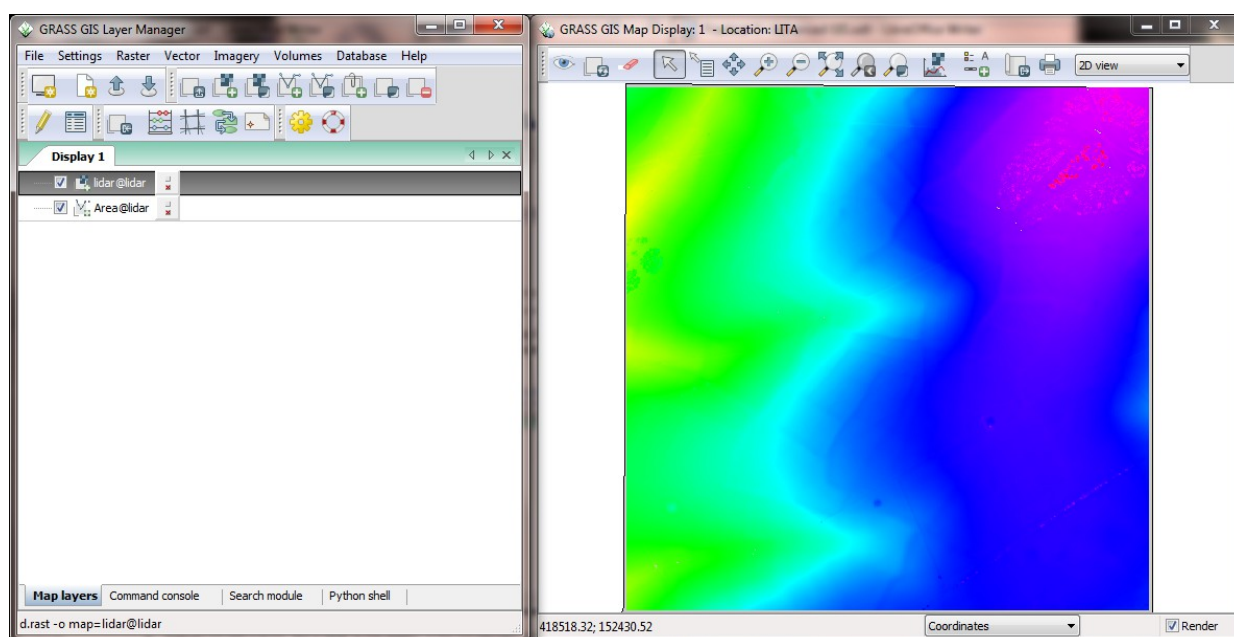 GRASS GIS Layer Manager
File Settings Raster Vector Imagery Volumes Database Help
Display 1
lidar@lidar
Area@lidar
Map layers Command console Search module Python shell
d.rast -o map=lidar@lidar
GRASS GIS Map Display: 1 - Location: LITA
2D view
418518.32; 152430.52
Coordinates
Render